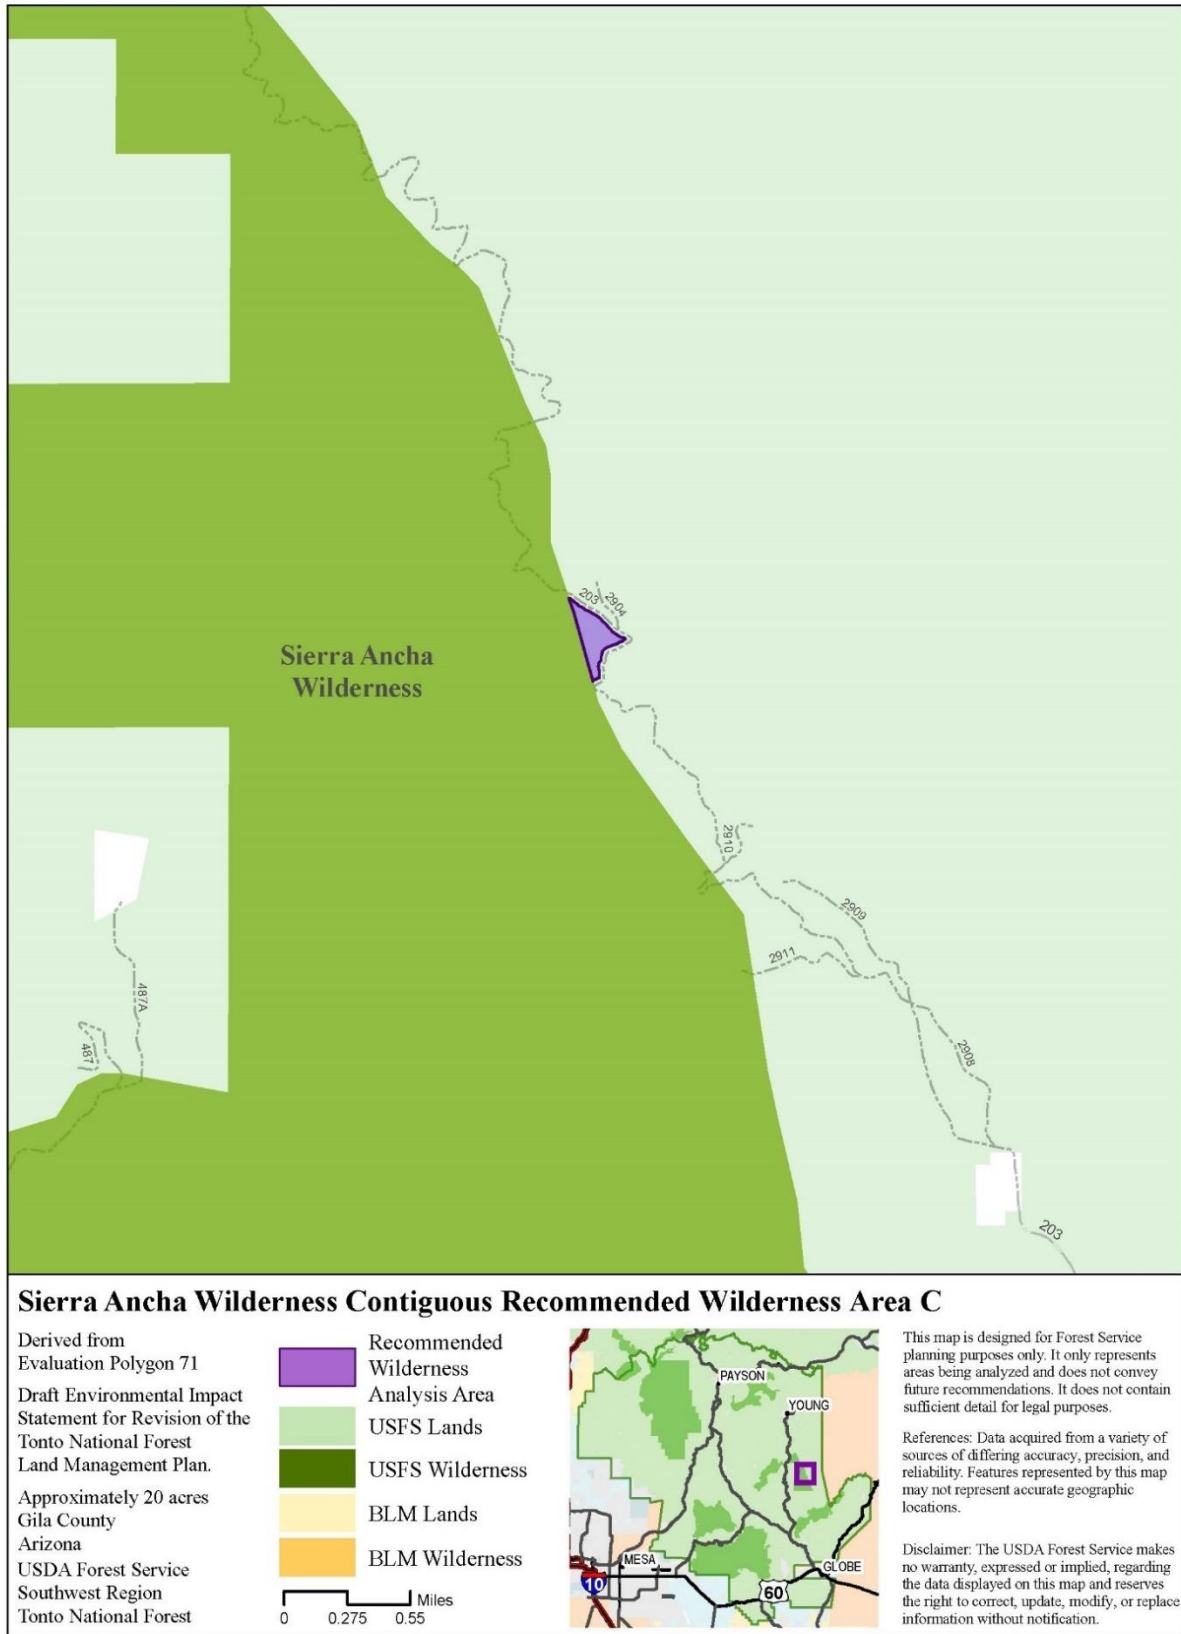 203
2904
Sierra Ancha
Wilderness
2910
2909
2911
487A
487
2908
203
Sierra Ancha Wilderness Contiguous Recommended Wilderness Area C
Derived from
Evaluation Polygon 71
Draft Environmental Impact
Statement for Revision of the
Tonto National Forest
Land Management Plan.
Approximately 20 acres
Gila County
Arizona
USDA Forest Service
Southwest Region
Tonto National Forest
Recommended
Wilderness
Analysis Area
USFS Lands
USFS Wilderness
BLM Lands
BLM Wilderness
Miles
0 0.275 0.55
PAYSON
YOUNG
MESA
GLOBE
10
60
This map is designed for Forest Service
planning purposes only. It only represents
areas being analyzed and does not convey
future recommendations. It does not contain
sufficient detail for legal purposes.
References: Data acquired from a variety of
sources of differing accuracy, precision, and
reliability. Features represented by this map
may not represent accurate geographic
locations.
Disclaimer: The USDA Forest Service makes
no warranty, expressed or implied, regarding
the data displayed on this map and reserves
the right to correct, update, modify, or replace
information without notification.